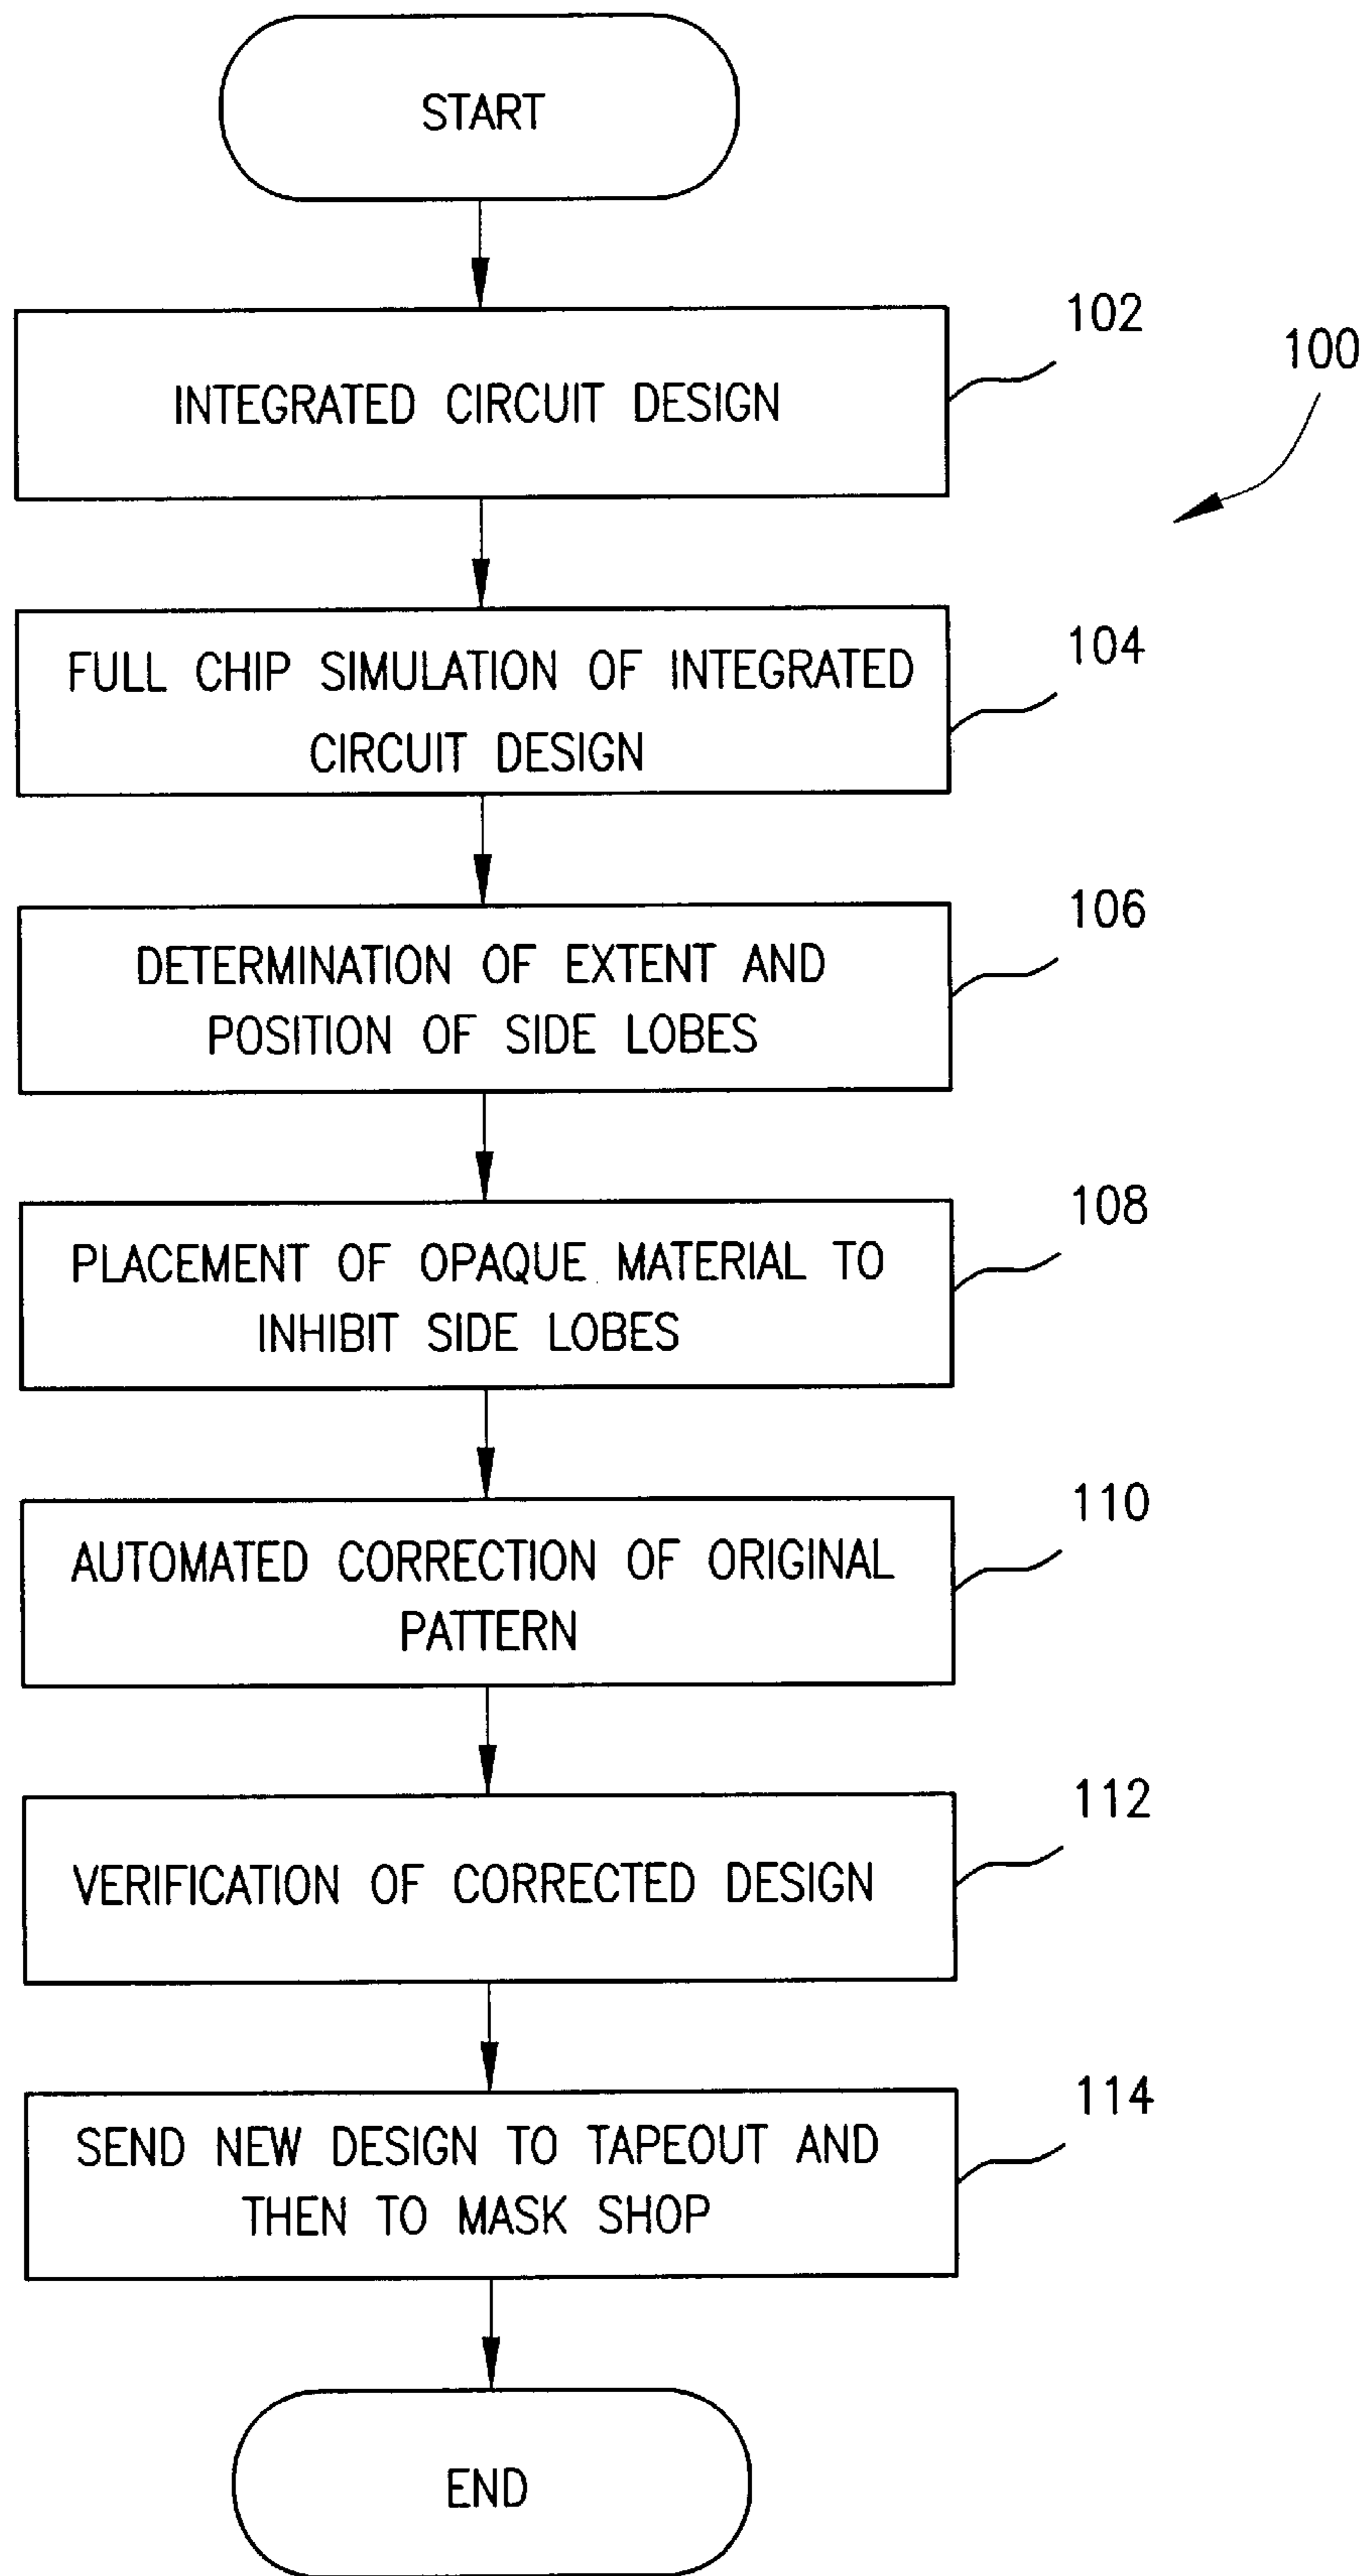 START
INTEGRATED CIRCUIT DESIGN
102
100
FULL CHIP SIMULATION OF INTEGRATED
CIRCUIT DESIGN
104
DETERMINATION OF EXTENT AND
POSITION OF SIDE LOBES
106
PLACEMENT OF OPAQUE MATERIAL TO
INHIBIT SIDE LOBES
108
AUTOMATED CORRECTION OF ORIGINAL
PATTERN
110
VERIFICATION OF CORRECTED DESIGN
112
SEND NEW DESIGN TO TAPEOUT AND
THEN TO MASK SHOP
114
END